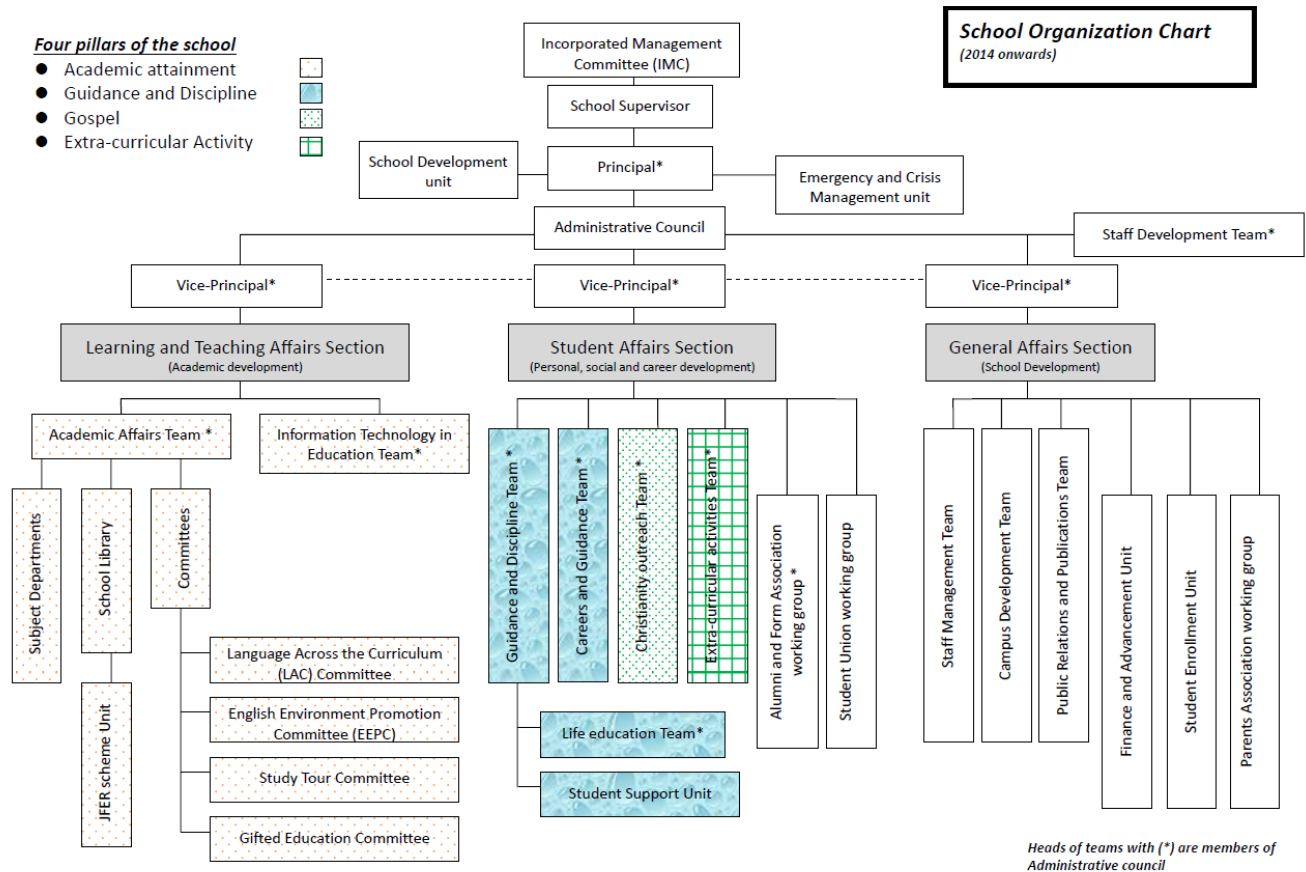 Four pillars of the school
● Academic attainment
● Guidance and Discipline
● Gospel
● Extra-curricular Activity
School Organization Chart
(2014 onwards)
Incorporated Management
Committee (IMC)
School Supervisor
School Development
unit
Principal*
Emergency and Crisis
Management unit
Administrative Council
Staff Development Team*
Vice-Principal*
Vice-Principal*
Vice-Principal*
Learning and Teaching Affairs Section
(Academic development)
Student Affairs Section
(Personal, social and career development)
General Affairs Section
(School Development)
Academic Affairs Team *
Information Technology in
Education Team*
Subject Departments
School Library
Committees
JFER scheme Unit
Language Across the Curriculum
(LAC) Committee
English Environment Promotion
Committee (EEPC)
Study Tour Committee
Gifted Education Committee
Guidance and Discipline Team *
Careers and Guidance Team *
Christianity outreach Team *
Extra-curricular activities Team*
Alumni and Form Association
working group *
Student Union working group
Life education Team*
Student Support Unit
Staff Management Team
Campus Development Team
Public Relations and Publications Team
Finance and Advancement Unit
Student Enrollment Unit
Parents Association working group
Heads of teams with (*) are members of
Administrative council